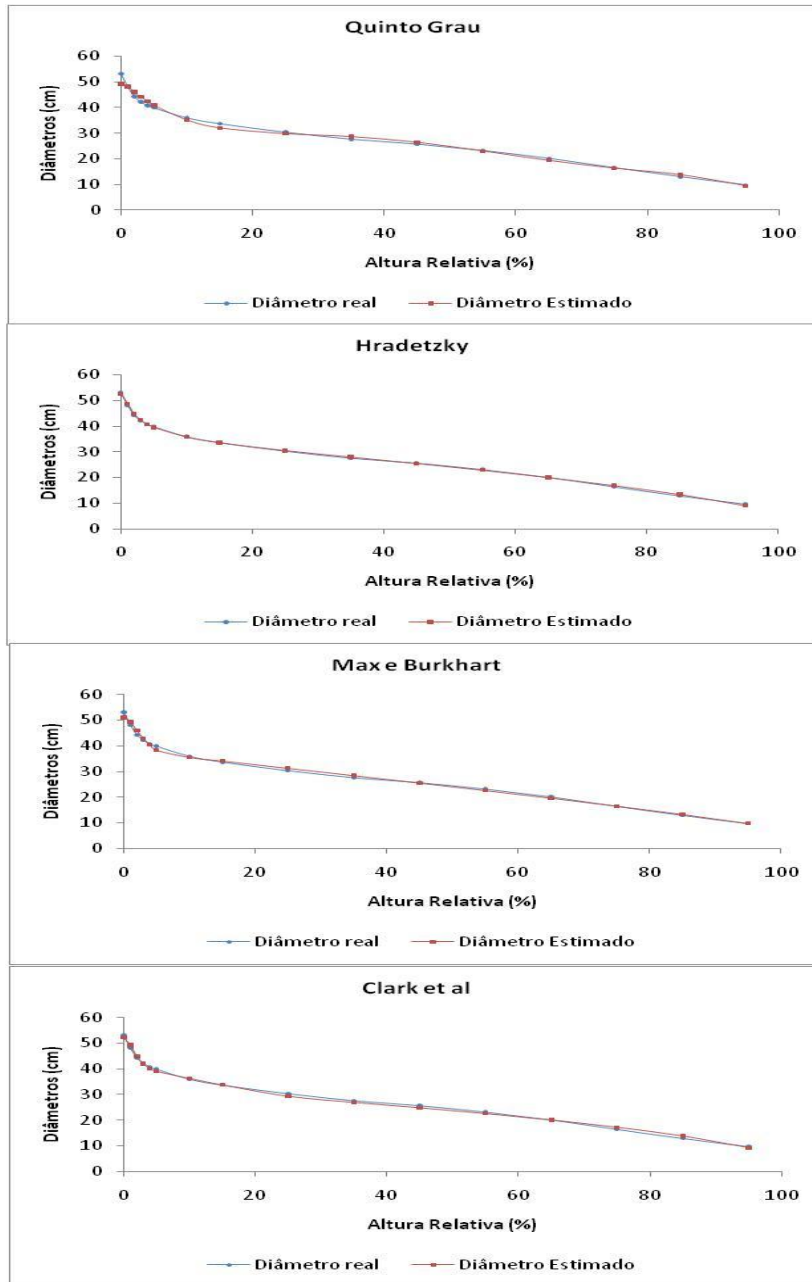 Quinto Grau
Diâmetros (cm)
60
50
40
30
20
10
0
0 20 40 60 80 100
Altura Relativa (%)
Diâmetro real Diâmetro Estimado
Hradetzky
Diâmetros (cm)
60
50
40
30
20
10
0
0 20 40 60 80 100
Altura Relativa (%)
Diâmetro real Diâmetro Estimado
Max e Burkhart
Diâmetros (cm)
60
50
40
30
20
10
0
0 20 40 60 80 100
Altura Relativa (%)
Diâmetro real Diâmetro Estimado
Clark et al
Diâmetros (cm)
60
50
40
30
20
10
0
0 20 40 60 80 100
Altura Relativa (%)
Diâmetro real Diâmetro Estimado